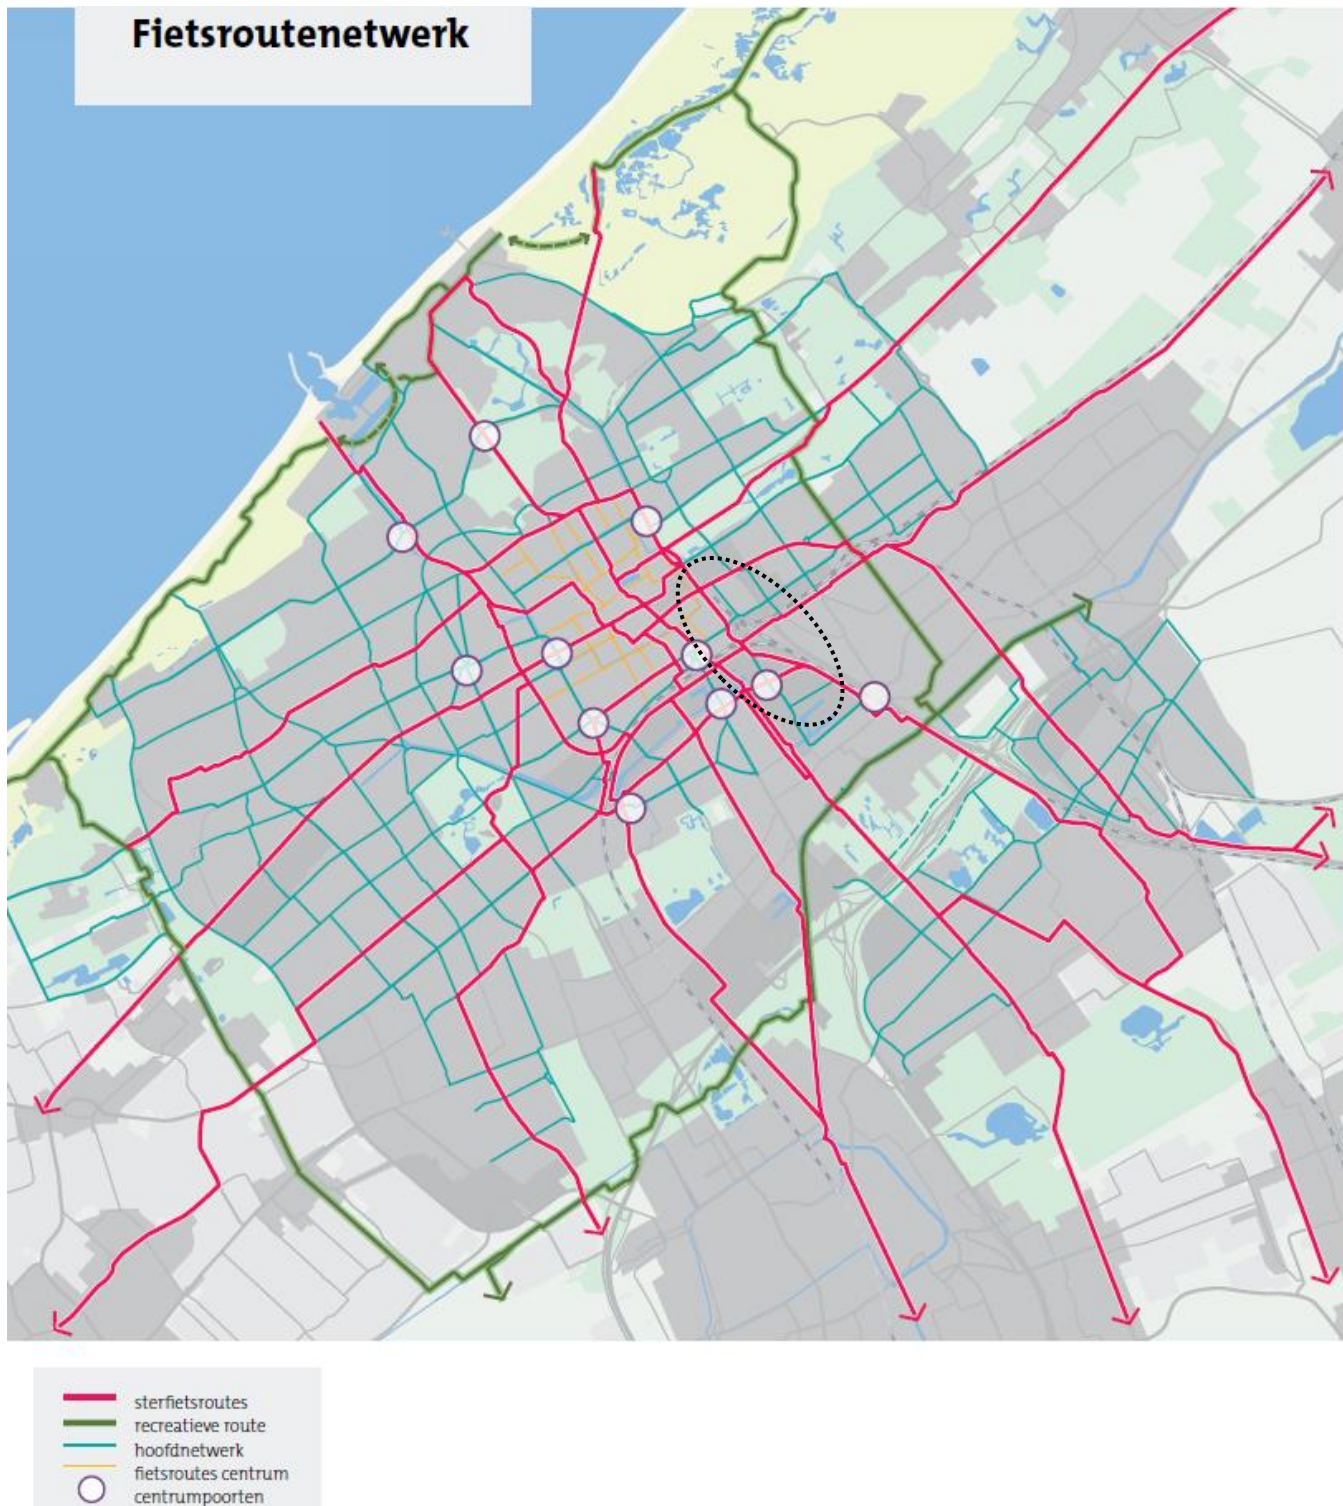 Fietsroutenetwerk
sterfietsroutes
recreatieve route
hoofdnetwerk
fietsroutes centrum
centrumpoorten